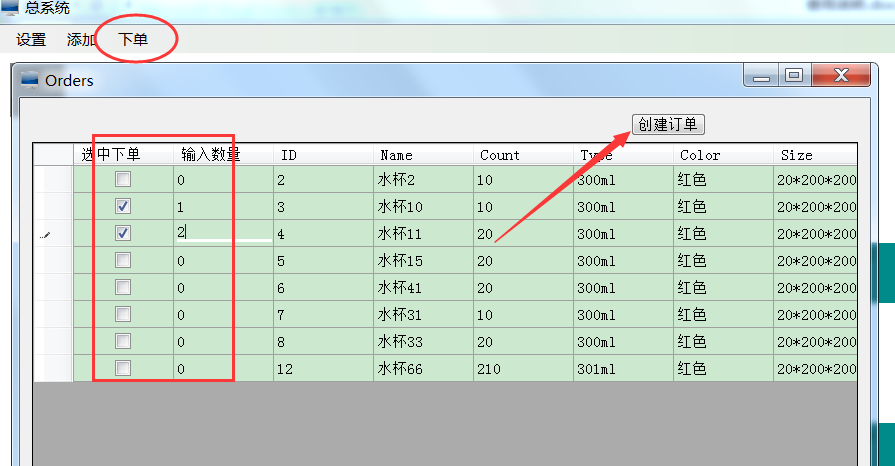 总系统
设置 添加 下单
Orders
创建订单
选中下单 输入数量 ID Name Count Type Color Size
0 2 水杯2 10 300ml 红色 20*200*200
1 3 水杯10 10 300ml 红色 20*200*200
2 4 水杯11 20 300ml 红色 20*200*200
0 5 水杯15 20 300ml 红色 20*200*200
0 6 水杯41 20 300ml 红色 20*200*200
0 7 水杯31 10 300ml 红色 20*200*200
0 8 水杯33 20 300ml 红色 20*200*200
0 12 水杯66 210 301ml 红色 20*200*200